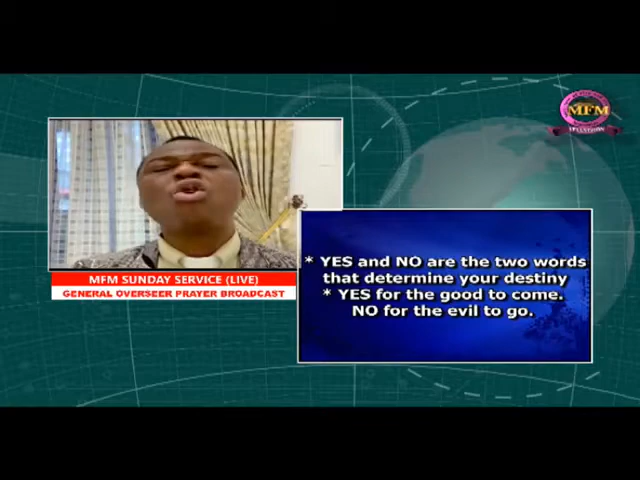 MFM
TELEVISION
MFM SUNDAY SERVICE (LIVE)
GENERAL OVERSEER PRAYER BROADCAST
* YES and NO are the two words
that determine your destiny
* YES for the good to come.
NO for the evil to go.